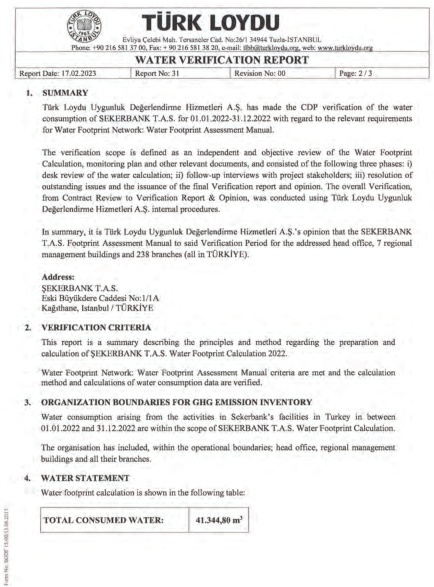 TÜRK LOYDU
Evliya Çelebi Mah. Tersaneler Cad. No:26/1 34944 Tuzla-İSTANBUL
Phone: +90 216 581 37 00, Fax: + 90 216 581 38 20, e-mail: ilbb@turkloydu.org, web: www.turkloydu.org
WATER VERIFICATION REPORT
Report Date: 17.02.2023 Report No: 31 Revision No: 00 Page: 2 / 3
1. SUMMARY
Türk Loydu Uygunluk Değerlendirme Hizmetleri A.Ş. has made the CDP verification of the water
consumption of SEKERBANK T.A.S. for 01.01.2022-31.12.2022 with regard to the relevant requirements
for Water Footprint Network: Water Footprint Assessment Manual.
The verification scope is defined as an independent and objective review of the Water Footprint
Calculation, monitoring plan and other relevant documents, and consisted of the following three phases: i)
desk review of the water calculation; ii) follow-up interviews with project stakeholders; iii) resolution of
outstanding issues and the issuance of the final Verification report and opinion. The overall Verification,
from Contract Review to Verification Report & Opinion, was conducted using Türk Loydu Uygunluk
Değerlendirme Hizmetleri A.Ş. internal procedures.
In summary, it is Türk Loydu Uygunluk Değerlendirme Hizmetleri A.Ş.'s opinion that the SEKERBANK
T.A.S. Footprint Assessment Manual to said Verification Period for the addressed head office, 7 regional
management buildings and 238 branches (all in TÜRKİYE).
Address:
ŞEKERBANK T.A.S.
Eski Büyükdere Caddesi No:1/1A
Kağıthane, Istanbul / TÜRKİYE
2. VERIFICATION CRITERIA
This report is a summary describing the principles and method regarding the preparation and
calculation of ŞEKERBANK T.A.S. Water Footprint Calculation 2022.
Water Footprint Network: Water Footprint Assessment Manual criteria are met and the calculation
method and calculations of water consumption data are verified.
3. ORGANIZATION BOUNDARIES FOR GHG EMISSION INVENTORY
Water consumption arising from the activities in Sekerbank's facilities in Turkey in between
01.01.2022 and 31.12.2022 are within the scope of SEKERBANK T.A.S. Water Footprint Calculation.
The organisation has included, within the operational boundaries; head office, regional management
buildings and all their branches.
4. WATER STATEMENT
Water footprint calculation is shown in the following table:
TOTAL CONSUMED WATER: 41.344,80 m³